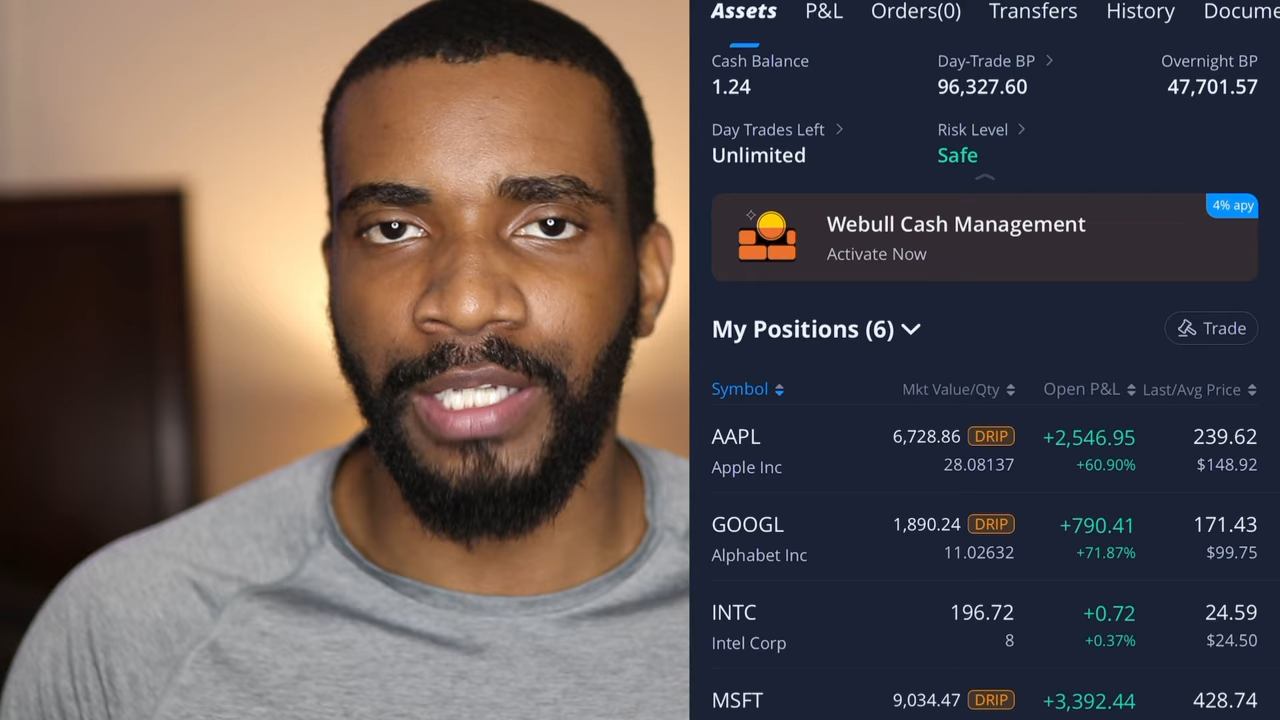 Assets P&L Orders(0) Transfers History Docume
Cash Balance Day-Trade BP Overnight BP
1.24 96,327.60 47,701.57
Day Trades Left Risk Level
Unlimited Safe
4% apy
Webull Cash Management
Activate Now
My Positions (6) Trade
Symbol Mkt Value/Qty Open P&L Last/Avg Price
AAPL 6,728.86 DRIP +2,546.95 239.62
Apple Inc 28.08137 +60.90% $148.92
GOOGL 1,890.24 DRIP +790.41 171.43
Alphabet Inc 11.02632 +71.87% $99.75
INTC 196.72 +0.72 24.59
Intel Corp 8 +0.37% $24.50
MSFT 9,034.47 DRIP +3,392.44 428.74